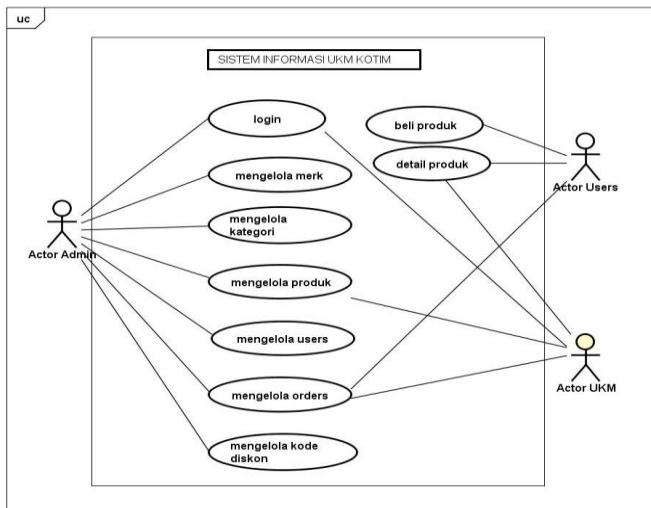 uc
SISTEM INFORMASI UKM KOTIM
login
beli produk
detail produk
Actor Users
mengelola merk
mengelola
kategori
Actor Admin
mengelola produk
mengelola users
Actor UKM
mengelola orders
mengelola kode
diskon